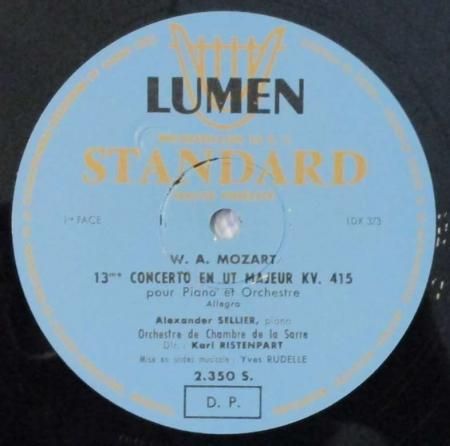 LUMEN
STANDARD
1re FACE
LDX 373
W. A. MOZART
13me CONCERTO EN UT MAJEUR KV. 415
pour Piano et Orchestre
Allegro
Alexander SELLIER, piano
Orchestre de Chambre de la Sarre
Dir.: Karl RISTENPART
Mise en ondes musicale : Yves RUDELLE
2.350 S.
D. P.